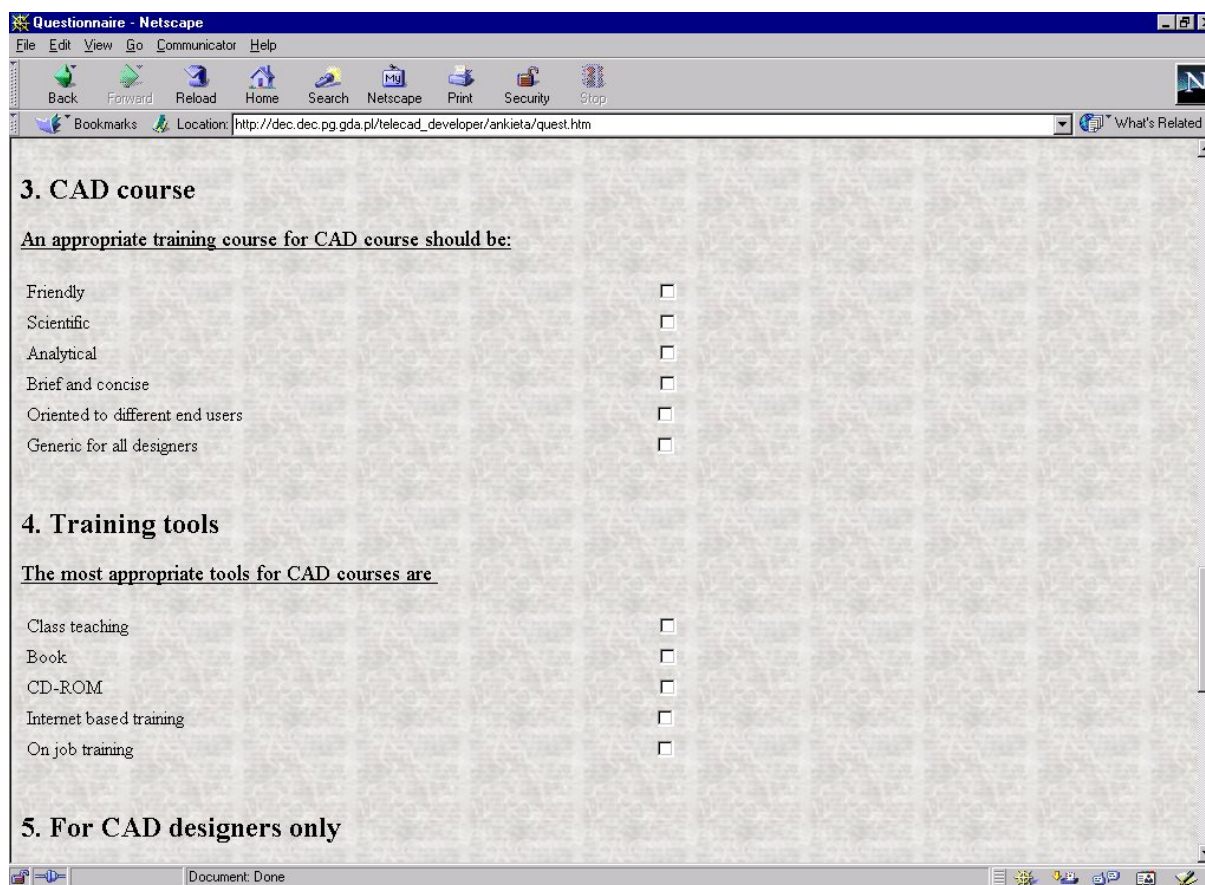 Questionnaire - Netscape
File Edit View Go Communicator Help
My
N
Back Forward Reload Home Search Netscape Print Security Stop
Bookmarks Location: http://dec.dec.pg.gda.pl/telecad_developer/ankieta/quest.htm What's Related
3. CAD course
An appropriate training course for CAD course should be:
Friendly
Scientific
Analytical
Brief and concise
Oriented to different end users
Generic for all designers
4. Training tools
The most appropriate tools for CAD courses are
Class teaching
Book
CD-ROM
Internet based training
On job training
5. For CAD designers only
Document: Done